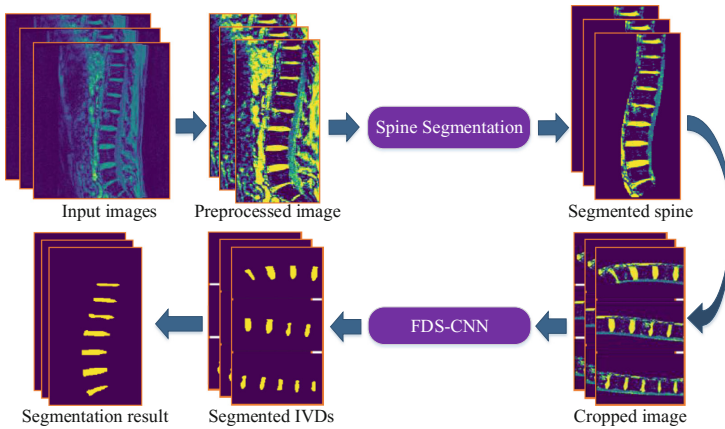 Input images
Preprocessed image
Spine Segmentation
Segmented spine
Segmentation result
Segmented IVDs
FDS-CNN
Cropped image